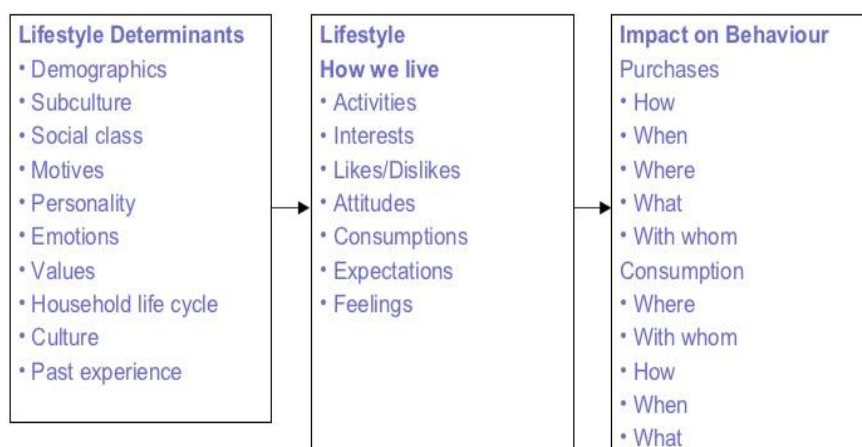 Lifestyle Determinants
• Demographics
• Subculture
• Social class
• Motives
• Personality
• Emotions
• Values
• Household life cycle
• Culture
• Past experience
Lifestyle
How we live
• Activities
• Interests
• Likes/Dislikes
• Attitudes
• Consumptions
• Expectations
• Feelings
Impact on Behaviour
Purchases
• How
• When
• Where
• What
• With whom
Consumption
• Where
• With whom
• How
• When
• What